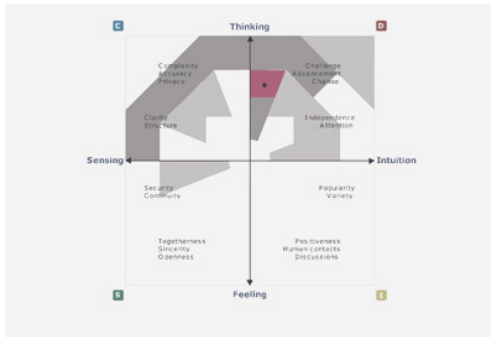 C
Thinking
D
Complexity
Accuracy
Privacy
Challenge
Advancement
Change
Clarity
Structure
Independence
Attention
Sensing
Intuition
Security
Continuity
Popularity
Variety
Togetherness
Sincerity
Openness
Positiveness
Human contacts
Discussions
S
Feeling
I